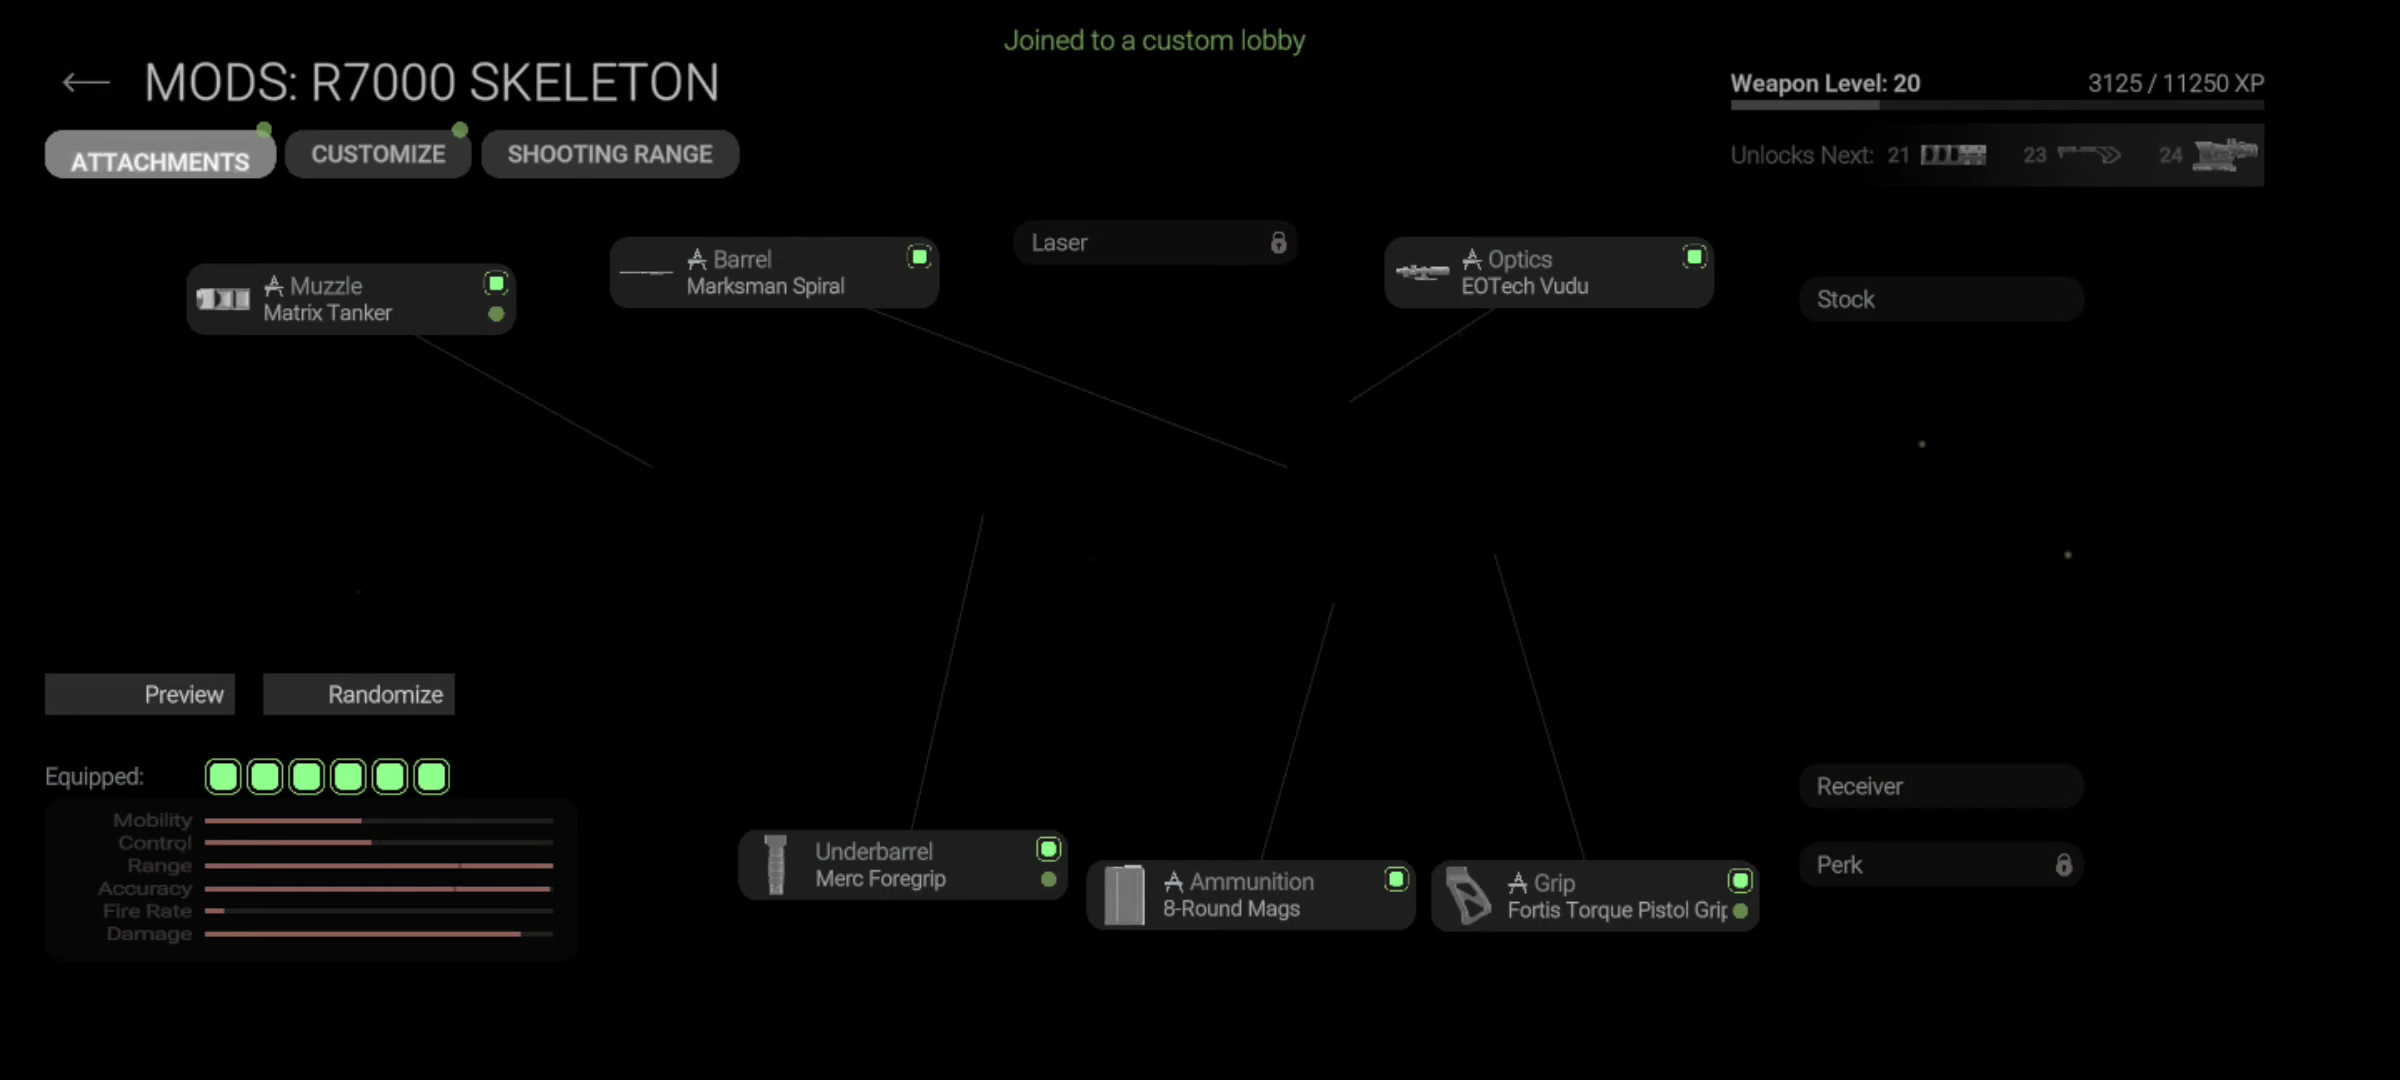 Joined to a custom lobby
MODS: R7000 SKELETON
Weapon Level: 20
3125 / 11250 XP
ATTACHMENTS
CUSTOMIZE
SHOOTING RANGE
Unlocks Next: 21 23 24
Muzzle
Matrix Tanker
Barrel
Marksman Spiral
Laser
Optics
EOTech Vudu
Stock
Preview
Randomize
Equipped:
Mobility
Control
Range
Accuracy
Fire Rate
Damage
Underbarrel
Merc Foregrip
Ammunition
8-Round Mags
Grip
Fortis Torque Pistol Grip
Receiver
Perk